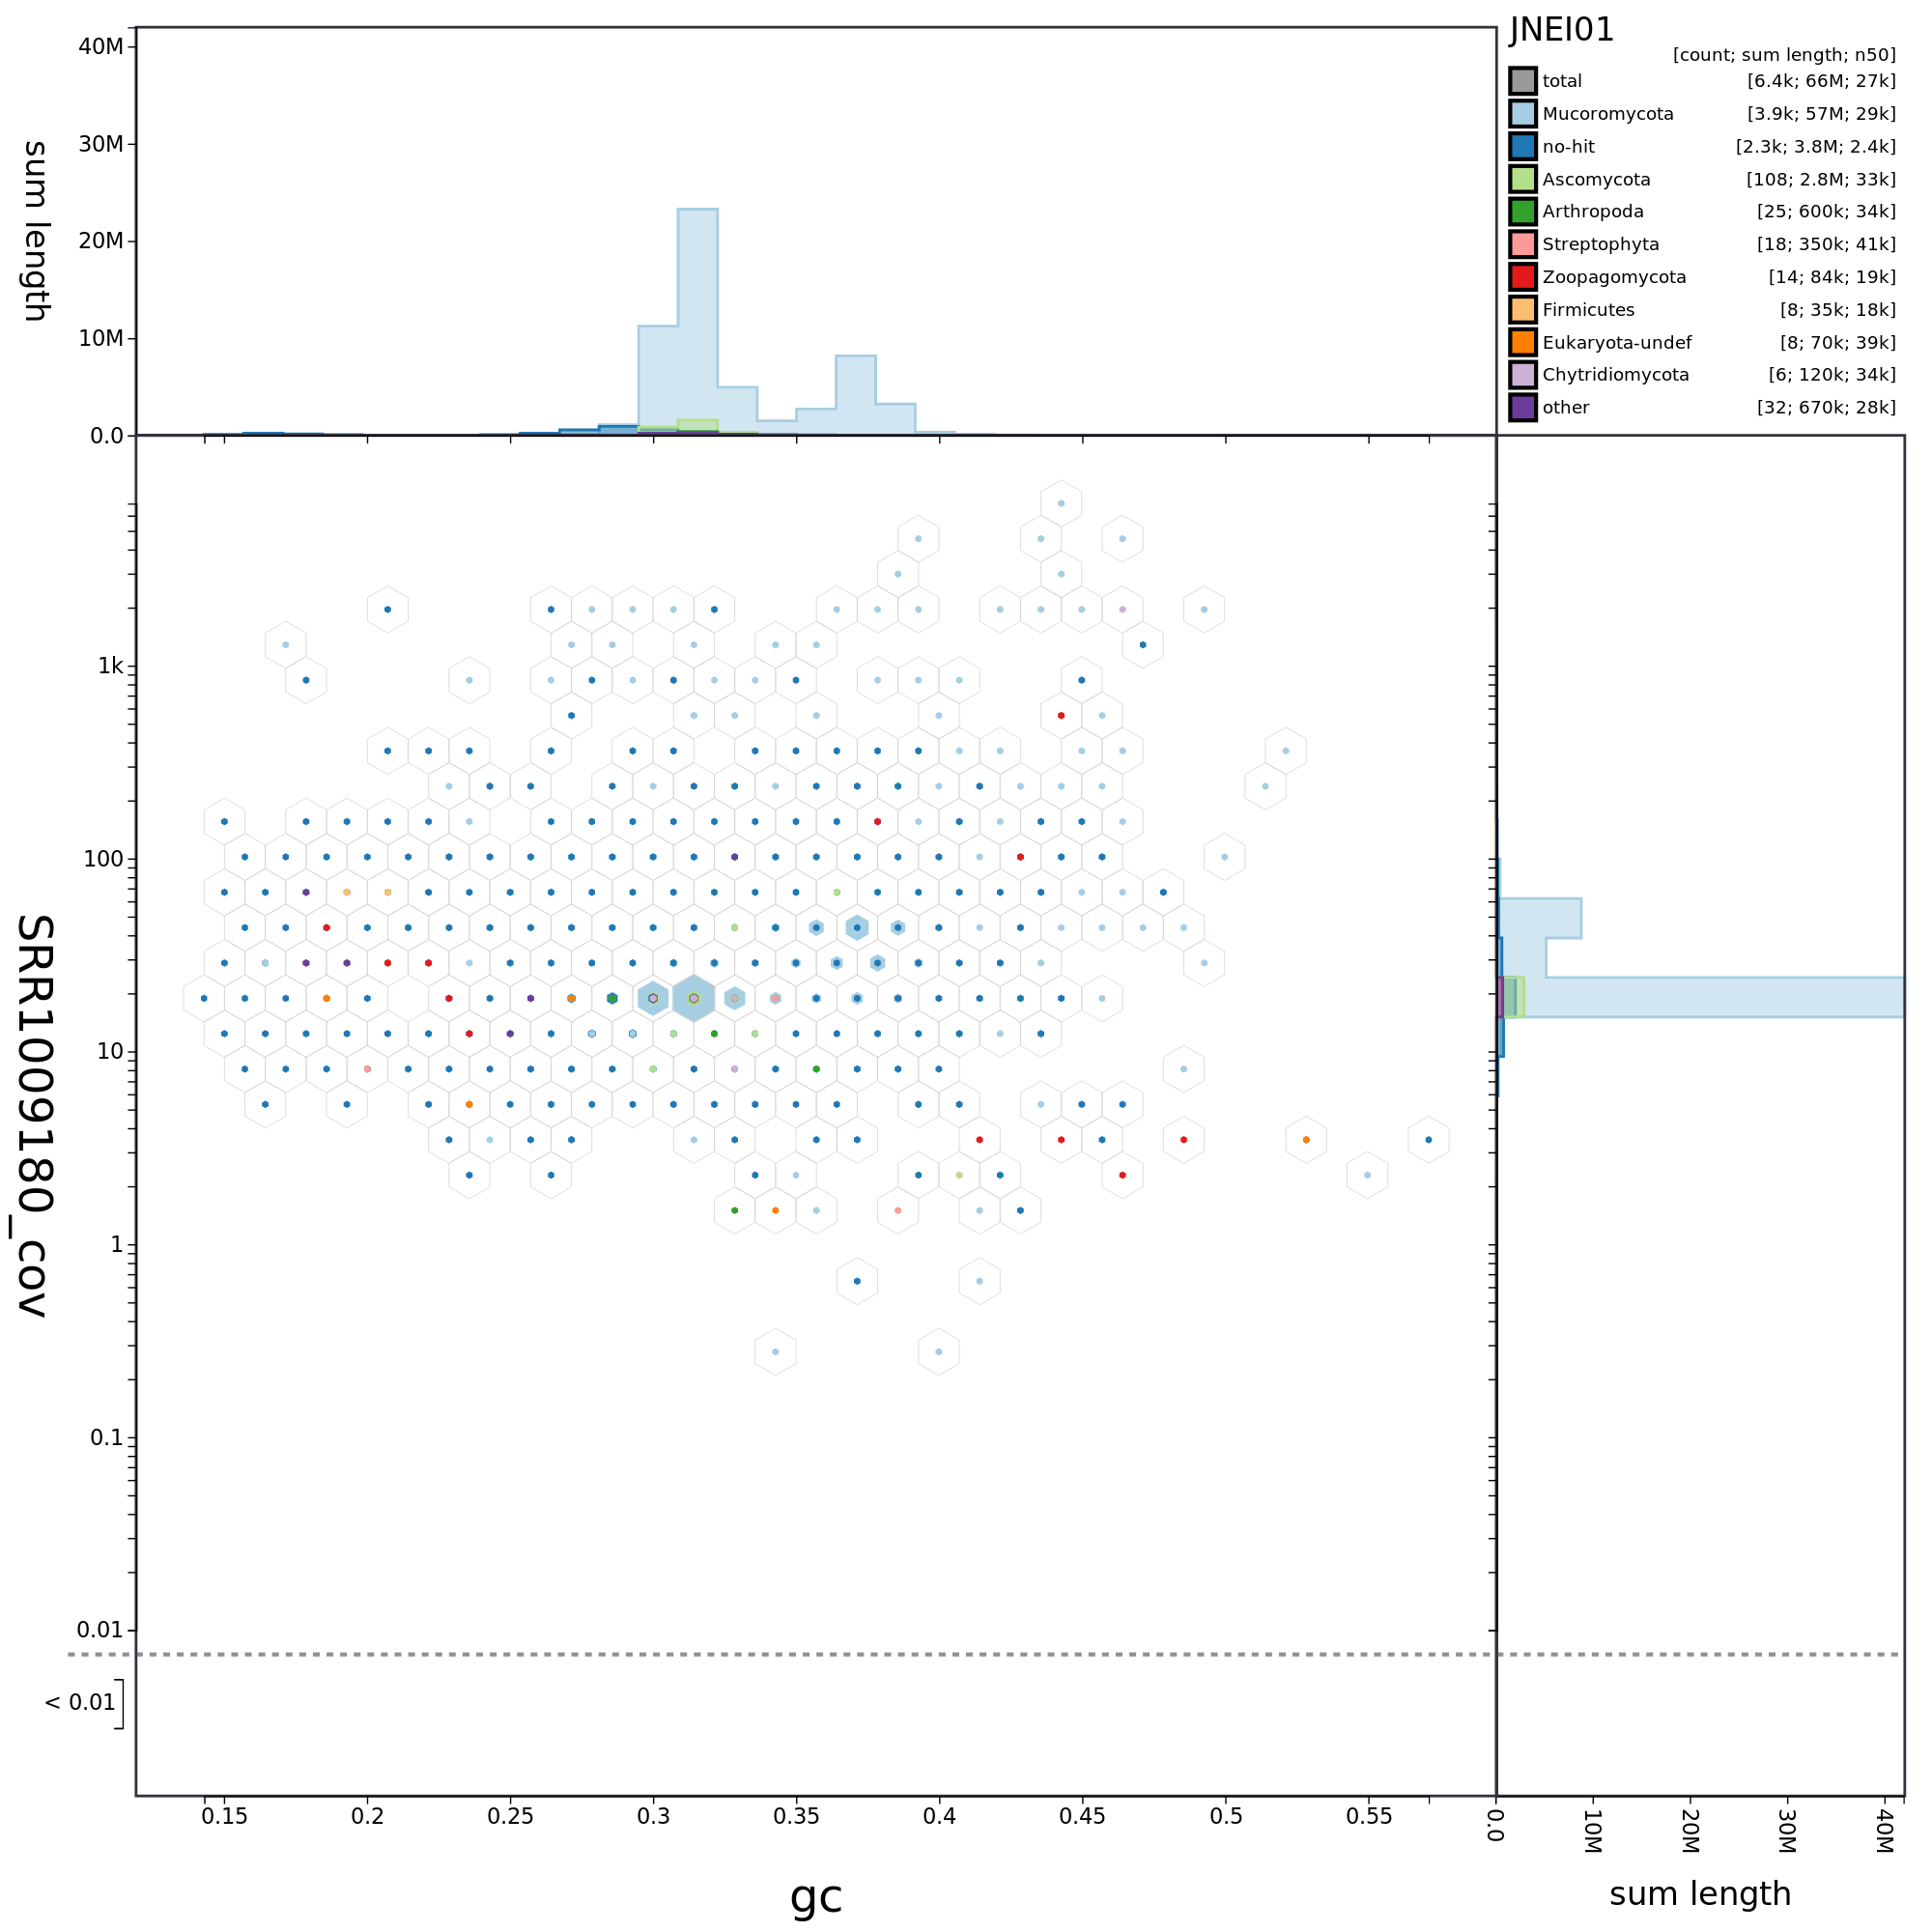 JNEI01
[count; sum length; n50]
total [6.4k; 66M; 27k]
Mucoromycota [3.9k; 57M; 29k]
no-hit [2.3k; 3.8M; 2.4k]
Ascomycota [108; 2.8M; 33k]
Arthropoda [25; 600k; 34k]
Streptophyta [18; 350k; 41k]
Zoopagomycota [14; 84k; 19k]
Firmicutes [8; 35k; 18k]
Eukaryota-undef [8; 70k; 39k]
Chytridiomycota [6; 120k; 34k]
other [32; 670k; 28k]
sum length
40M
30M
20M
10M
0.0
SRR1009180_cov
1k
100
10
1
0.1
0.01
< 0.01
0.15 0.2 0.25 0.3 0.35 0.4 0.45 0.5 0.55
gc
0.0 10M 20M 30M 40M
sum length